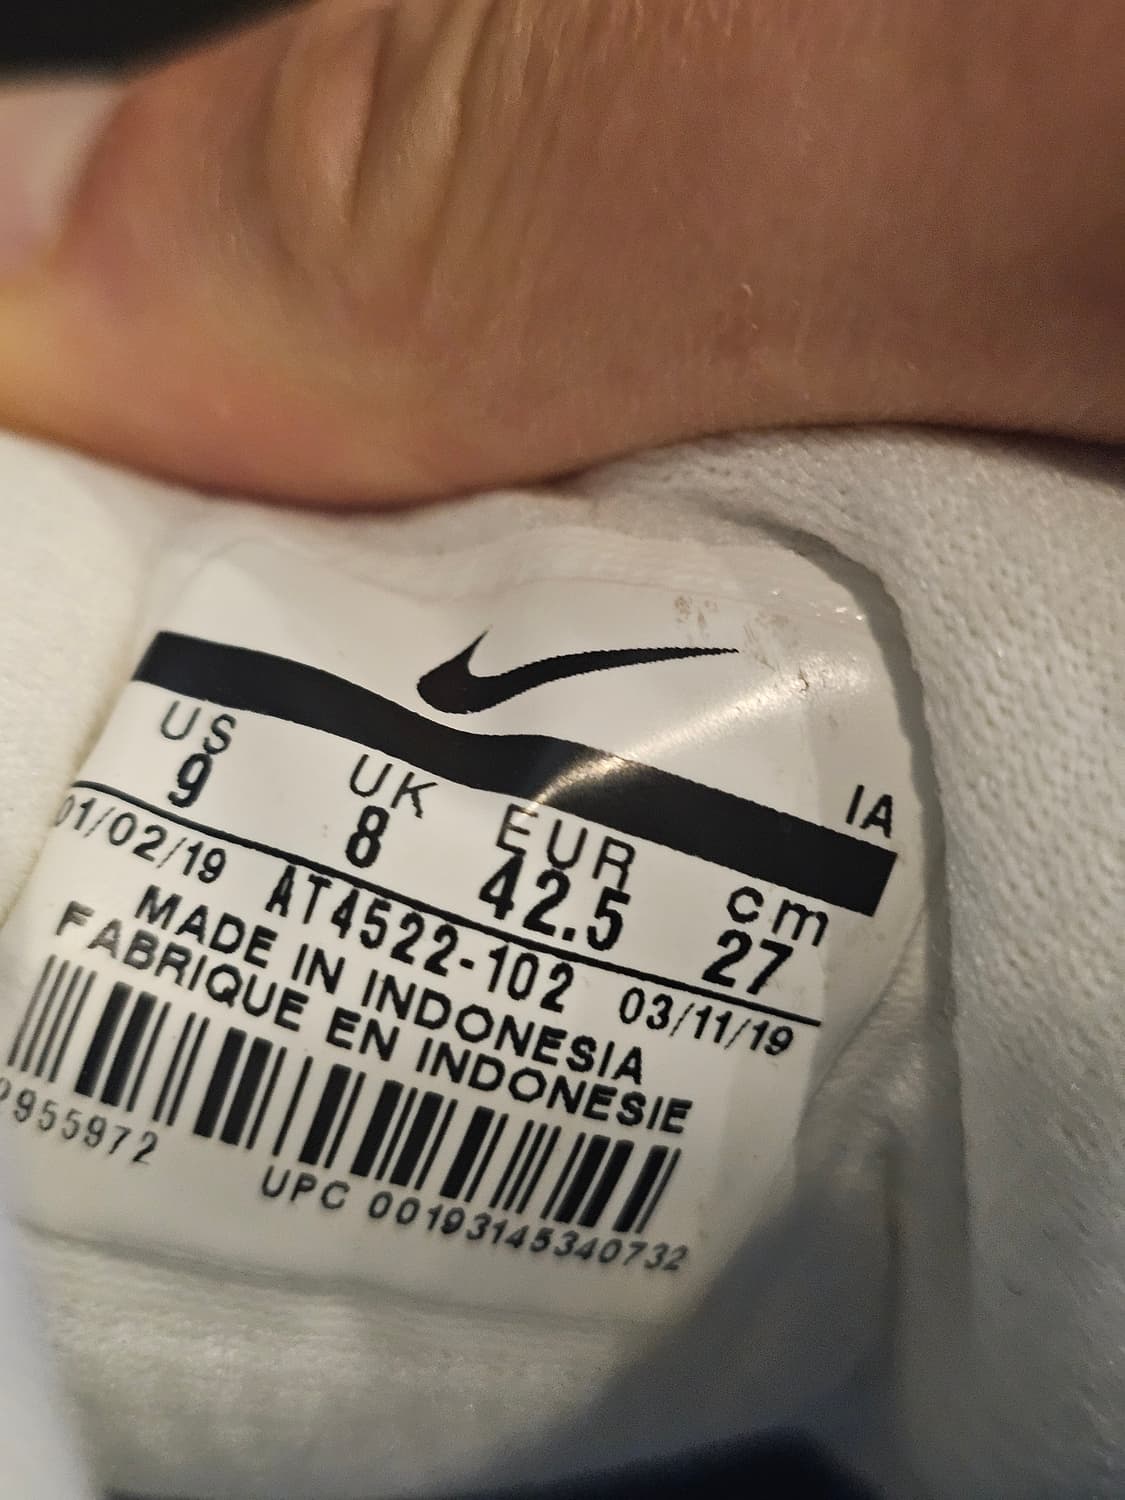 IA
US UK EUR cm
9 8 42.5 27
01/02/19 AT4522-102 03/11/19
MADE IN INDONESIA
FABRIQUE EN INDONESIE
955972
UPC 00193145340732